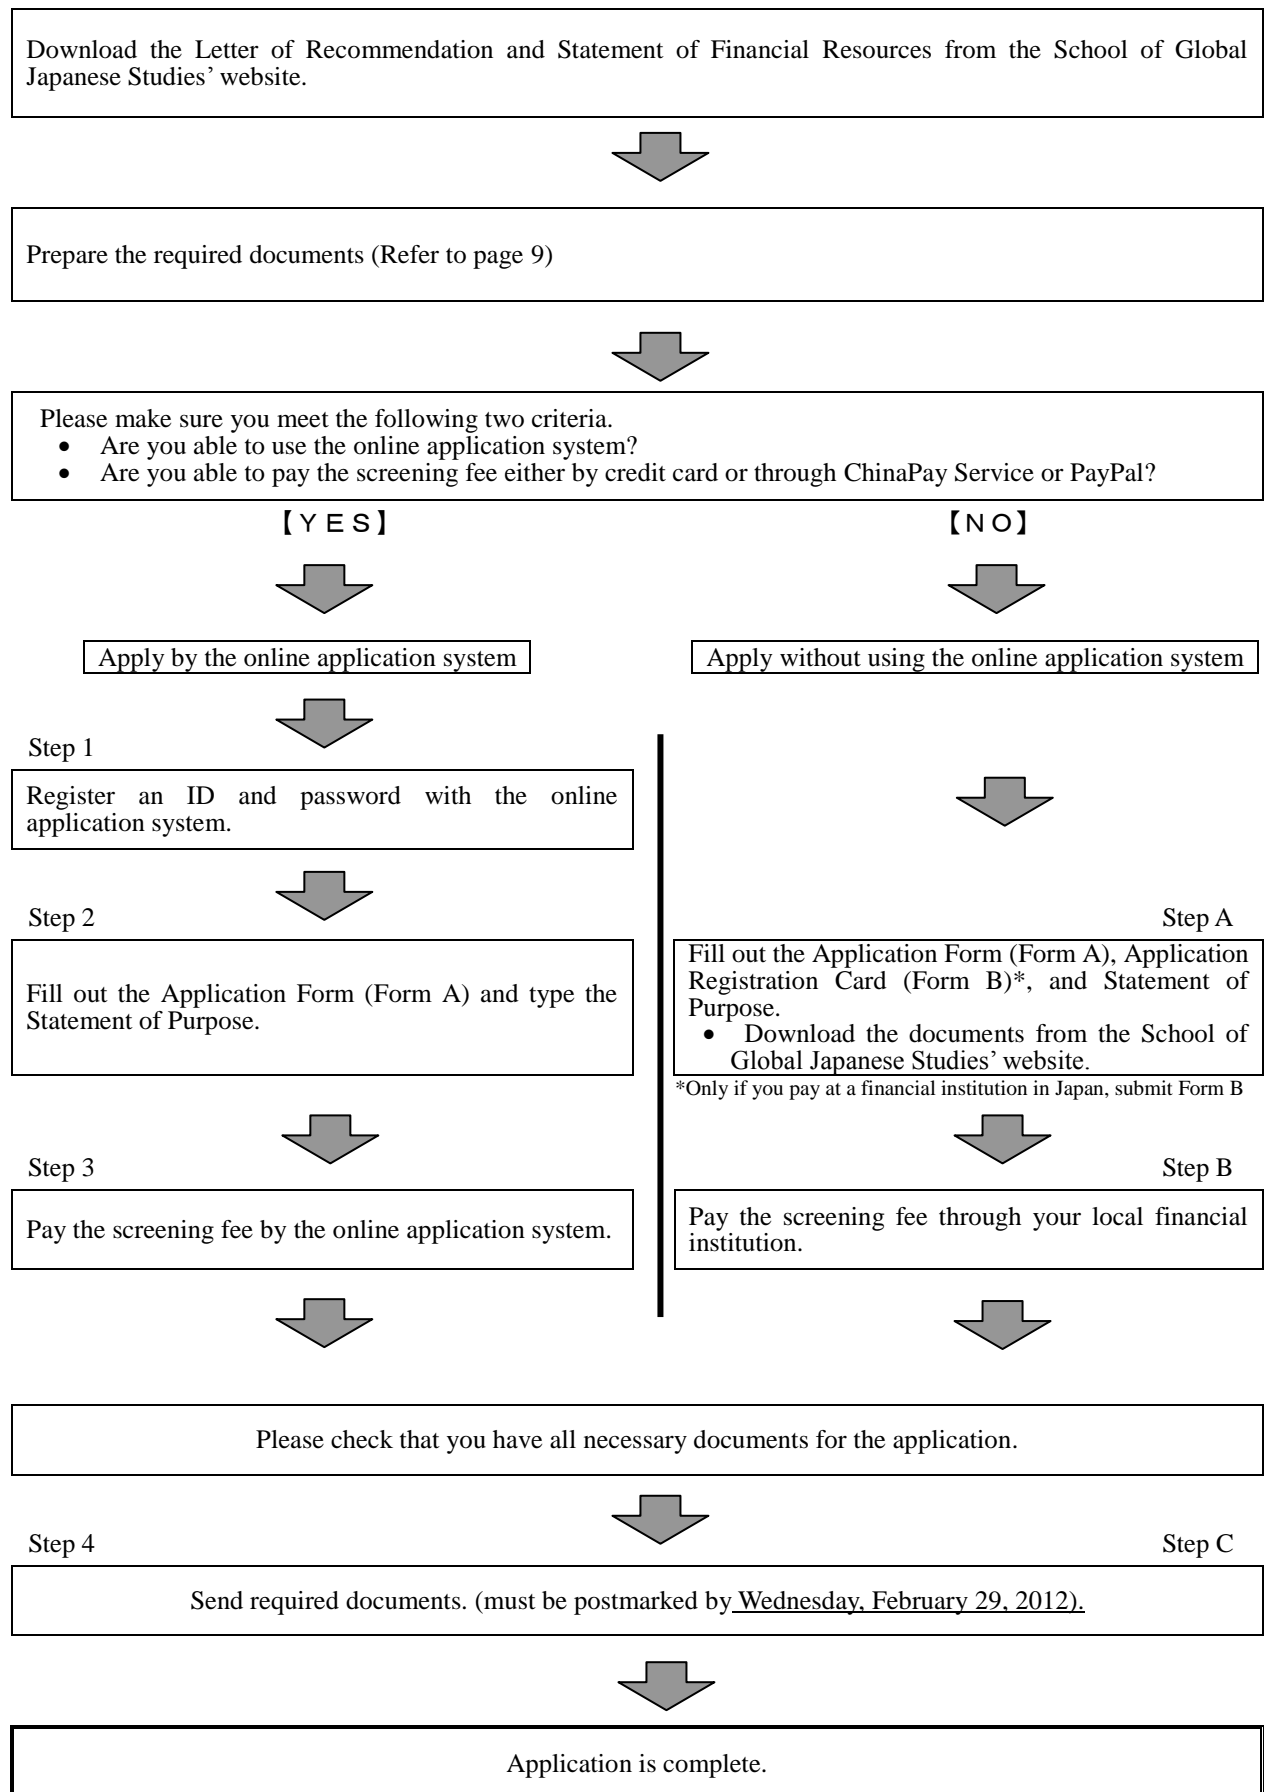 Download the Letter of Recommendation and Statement of Financial Resources from the School of Global
Japanese Studies’ website.
Prepare the required documents (Refer to page 9)
Please make sure you meet the following two criteria.
• Are you able to use the online application system?
• Are you able to pay the screening fee either by credit card or through ChinaPay Service or PayPal?
【ＹＥＳ】
【ＮＯ】
Apply by the online application system
Apply without using the online application system
Step 1
Register an ID and password with the online
application system.
Step 2
Fill out the Application Form (Form A) and type the
Statement of Purpose.
Step 3
Pay the screening fee by the online application system.
Step A
Fill out the Application Form (Form A), Application
Registration Card (Form B)*, and Statement of
Purpose.
• Download the documents from the School of
Global Japanese Studies’ website.
*Only if you pay at a financial institution in Japan, submit Form B
Step B
Pay the screening fee through your local financial
institution.
Please check that you have all necessary documents for the application.
Step 4
Step C
Send required documents. (must be postmarked by Wednesday, February 29, 2012).
Application is complete.